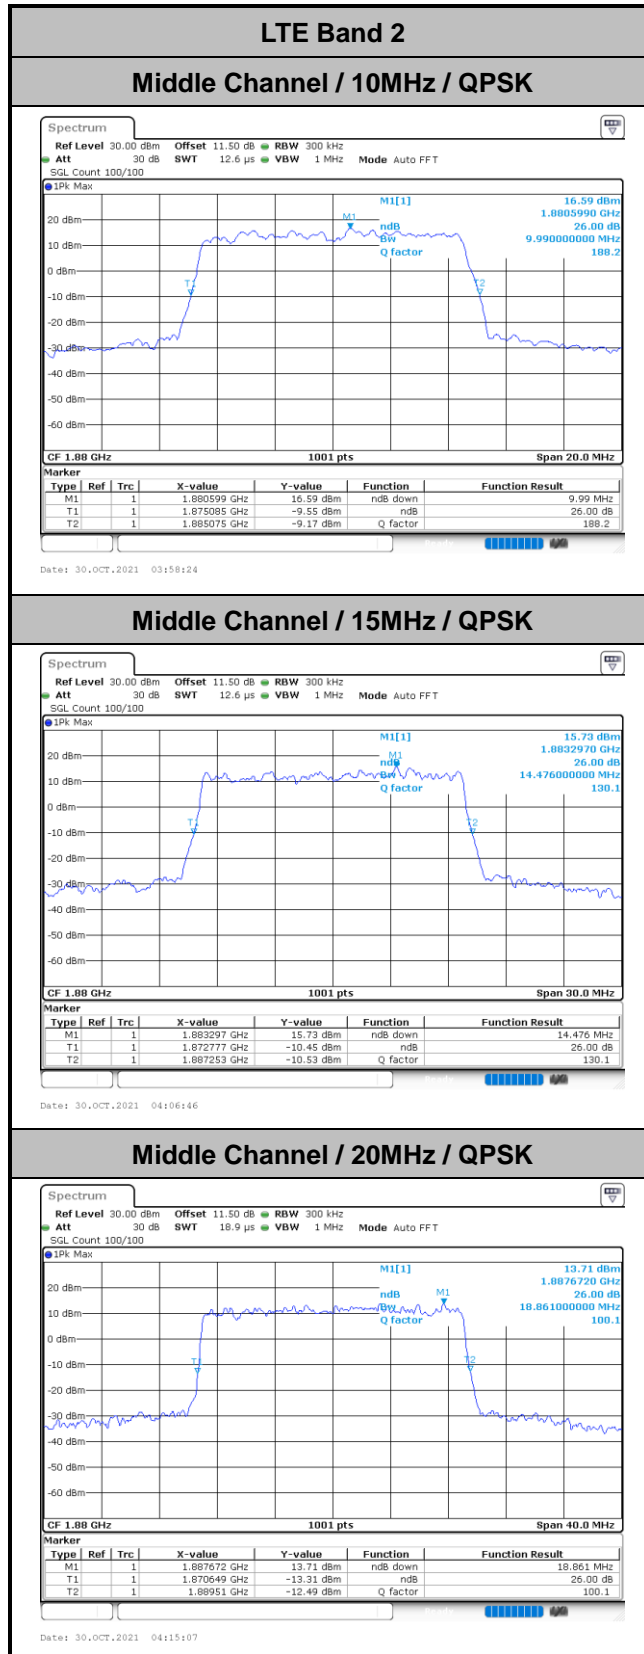 LTE Band 2
Middle Channel / 10MHz / QPSK
Spectrum
Ref Level 30.00 dBm Offset 11.50 dB RBW 300 kHz
Att 30 dB SWT 12.6 µs VBW 1 MHz Mode Auto FFT
SGL Count 100/100
1Pk Max
M1[1] 16.59 dBm
1.8805990 GHz
ndB 26.00 dB
Bw 9.990000000 MHz
Q factor 188.2
M1
T1
T2
20 dBm
10 dBm
0 dBm
-10 dBm
-20 dBm
-30 dBm
-40 dBm
-50 dBm
-60 dBm
CF 1.88 GHz 1001 pts Span 20.0 MHz
Marker
Type Ref Trc X-value Y-value Function Function Result
M1 1 1.880599 GHz 16.59 dBm ndB down 9.99 MHz
T1 1 1.875085 GHz -9.55 dBm ndB 26.00 dB
T2 1 1.885075 GHz -9.17 dBm Q factor 188.2
Date: 30.OCT.2021 03:58:24
Middle Channel / 15MHz / QPSK
Spectrum
Ref Level 30.00 dBm Offset 11.50 dB RBW 300 kHz
Att 30 dB SWT 12.6 µs VBW 1 MHz Mode Auto FFT
SGL Count 100/100
1Pk Max
M1[1] 15.73 dBm
1.8832970 GHz
ndB 26.00 dB
Bw 14.476000000 MHz
Q factor 130.1
M1
T1
T2
20 dBm
10 dBm
0 dBm
-10 dBm
-20 dBm
-30 dBm
-40 dBm
-50 dBm
-60 dBm
CF 1.88 GHz 1001 pts Span 30.0 MHz
Marker
Type Ref Trc X-value Y-value Function Function Result
M1 1 1.883297 GHz 15.73 dBm ndB down 14.476 MHz
T1 1 1.872777 GHz -10.45 dBm ndB 26.00 dB
T2 1 1.887253 GHz -10.53 dBm Q factor 130.1
Date: 30.OCT.2021 04:06:46
Middle Channel / 20MHz / QPSK
Spectrum
Ref Level 30.00 dBm Offset 11.50 dB RBW 300 kHz
Att 30 dB SWT 18.9 µs VBW 1 MHz Mode Auto FFT
SGL Count 100/100
1Pk Max
M1[1] 13.71 dBm
1.8876720 GHz
ndB 26.00 dB
Bw 18.861000000 MHz
Q factor 100.1
M1
T1
T2
20 dBm
10 dBm
0 dBm
-10 dBm
-20 dBm
-30 dBm
-40 dBm
-50 dBm
-60 dBm
CF 1.88 GHz 1001 pts Span 40.0 MHz
Marker
Type Ref Trc X-value Y-value Function Function Result
M1 1 1.887672 GHz 13.71 dBm ndB down 18.861 MHz
T1 1 1.870649 GHz -13.31 dBm ndB 26.00 dB
T2 1 1.88951 GHz -12.49 dBm Q factor 100.1
Date: 30.OCT.2021 04:15:07